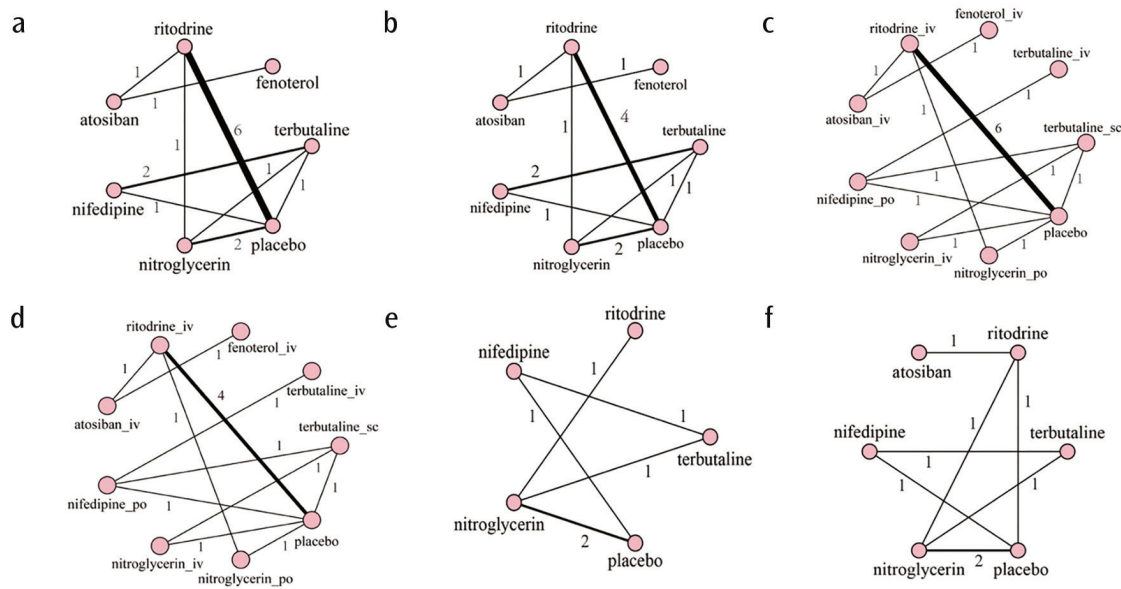 a
ritodrine
1
fenoterol
1
atosiban
6
terbutaline
1
2
1
1
nifedipine
1
placebo
2
nitroglycerin
b
ritodrine
1
1
fenoterol
atosiban
4
1
terbutaline
2
1
1
nifedipine
1
placebo
2
nitroglycerin
c
fenoterol_iv
ritodrine_iv
1
terbutaline_iv
1
1
atosiban_iv
1
6
terbutaline_sc
1
1
1
nifedipine_po
1
placebo
1
nitroglycerin_iv
1
nitroglycerin_po
d
ritodrine_iv
fenoterol_iv
1
1
terbutaline_iv
4
1
atosiban_iv
1
terbutaline_sc
1
1
1
nifedipine_po
1
placebo
1
1
nitroglycerin_iv
nitroglycerin_po
e
ritodrine
nifedipine
1
1
1
terbutaline
1
nitroglycerin
2
placebo
f
ritodrine
1
atosiban
1
1
nifedipine
terbutaline
1
1
1
nitroglycerin
2
placebo